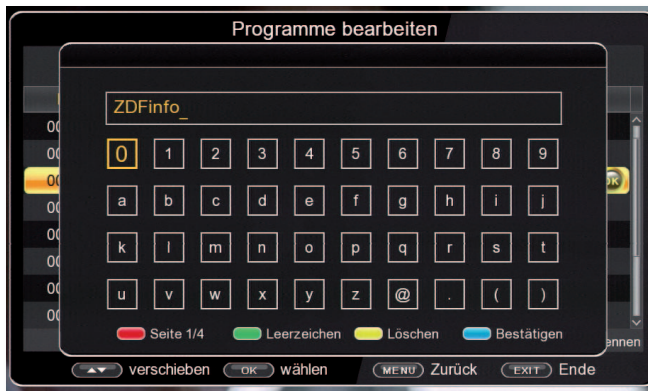 Programme bearbeiten
ZDFinfo_
0 1 2 3 4 5 6 7 8 9
a b c d e f g h i j
k l m n o p q r s t
u v w x y z @ . ( )
Seite 1/4 Leerzeichen Löschen Bestätigen
verschieben OK wählen MENU Zurück EXIT Ende